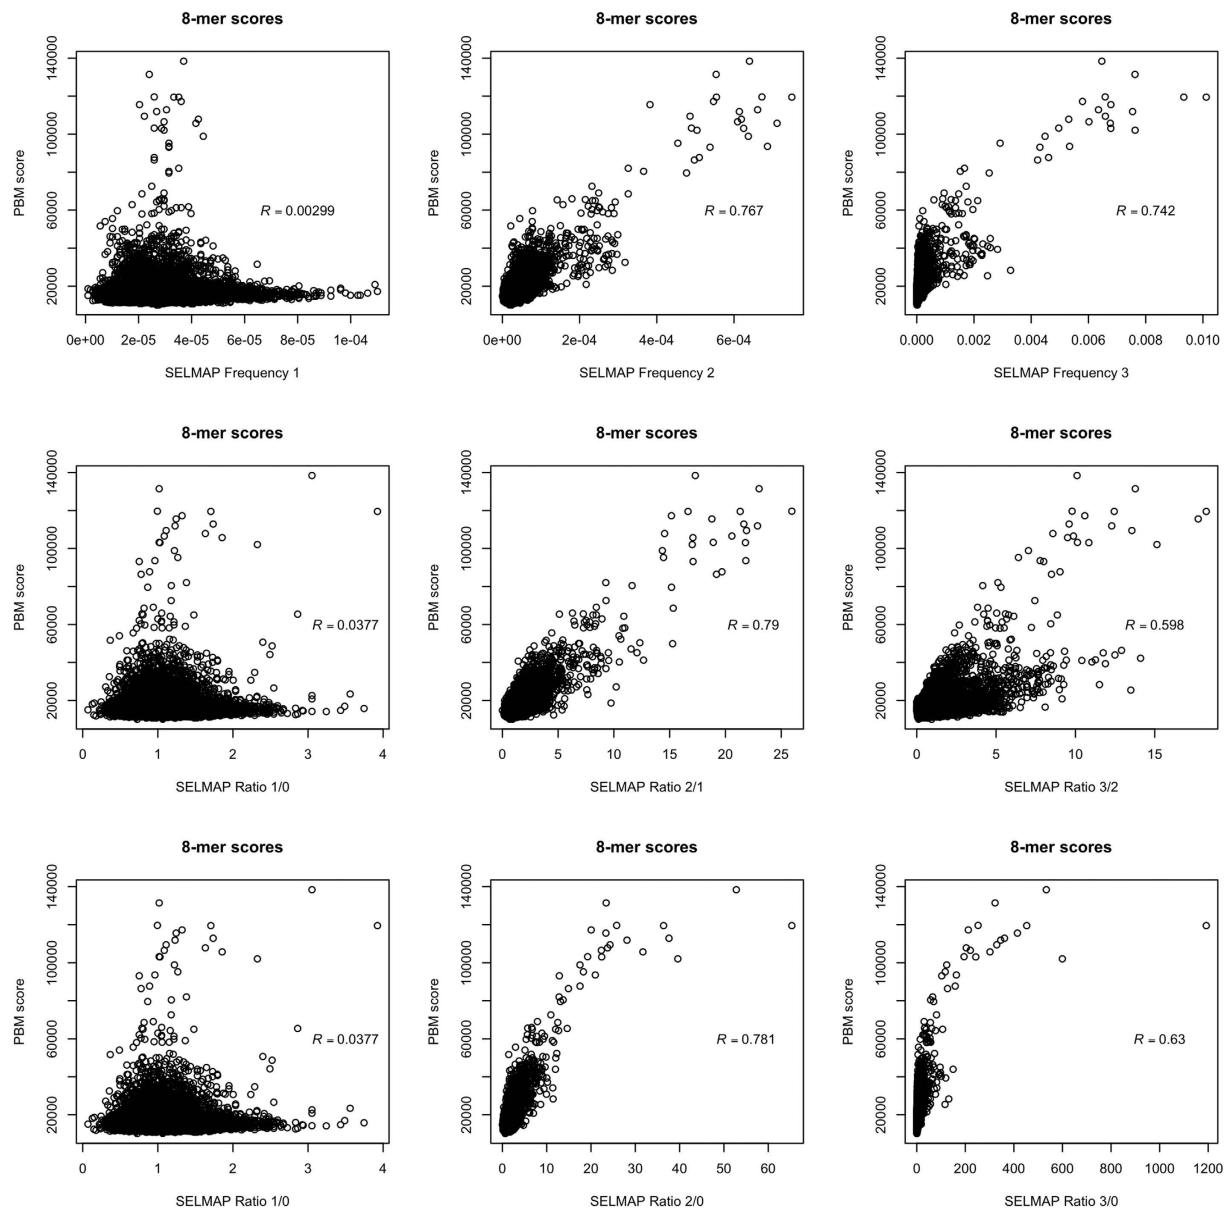 8-mer scores
8-mer scores
8-mer scores
PBM score
20000 60000 100000 140000
R = 0.00299
0e+00 2e-05 4e-05 6e-05 8e-05 1e-04
SELMAP Frequency 1
PBM score
20000 60000 100000 140000
R = 0.767
0e+00 2e-04 4e-04 6e-04
SELMAP Frequency 2
PBM score
20000 60000 100000 140000
R = 0.742
0.000 0.002 0.004 0.006 0.008 0.010
SELMAP Frequency 3
8-mer scores
8-mer scores
8-mer scores
PBM score
20000 60000 100000 140000
R = 0.0377
0 1 2 3 4
SELMAP Ratio 1/0
PBM score
20000 60000 100000 140000
R = 0.79
0 5 10 15 20 25
SELMAP Ratio 2/1
PBM score
20000 60000 100000 140000
R = 0.598
0 5 10 15
SELMAP Ratio 3/2
8-mer scores
8-mer scores
8-mer scores
PBM score
20000 60000 100000 140000
R = 0.0377
0 1 2 3 4
SELMAP Ratio 1/0
PBM score
20000 60000 100000 140000
R = 0.781
0 10 20 30 40 50 60
SELMAP Ratio 2/0
PBM score
20000 60000 100000 140000
R = 0.63
0 200 400 600 800 1000 1200
SELMAP Ratio 3/0